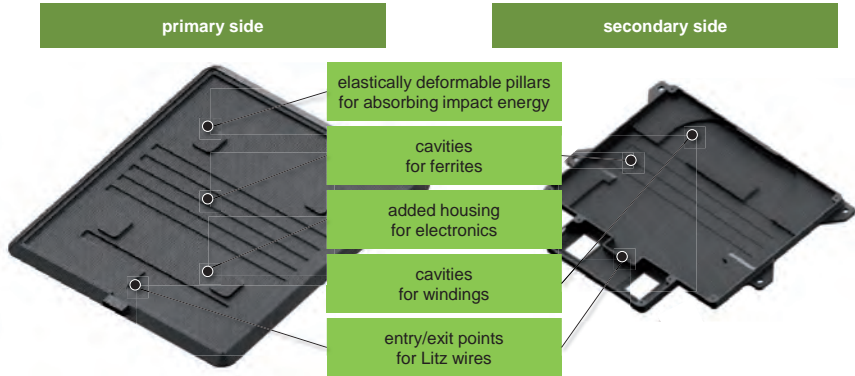 primary side
secondary side
elastically deformable pillars
for absorbing impact energy
cavities
for ferrites
added housing
for electronics
cavities
for windings
entry/exit points
for Litz wires